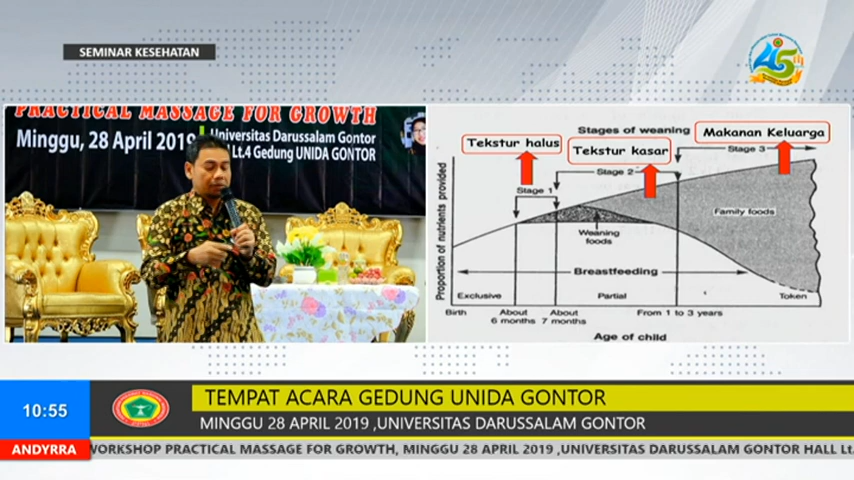 SEMINAR KESEHATAN
45th
PRACTICAL MASSAGE FOR GROWTH
Minggu, 28 April 2019
Universitas Darussalam Gontor
Lt.4 Gedung UNIDA GONTOR
Stages of weaning
Tekstur halus
Tekstur kasar
Makanan Keluarga
Stage 1
Stage 2
Stage 3
Proportion of nutrients provided
Weaning foods
Family foods
Breastfeeding
Exclusive
Partial
Token
Birth
About 6 months
About 7 months
From 1 to 3 years
Age of child
10:55
TEMPAT ACARA GEDUNG UNIDA GONTOR
MINGGU 28 APRIL 2019 ,UNIVERSITAS DARUSSALAM GONTOR
ANDYRRA
WORKSHOP PRACTICAL MASSAGE FOR GROWTH, MINGGU 28 APRIL 2019 ,UNIVERSITAS DARUSSALAM GONTOR HALL Lt.